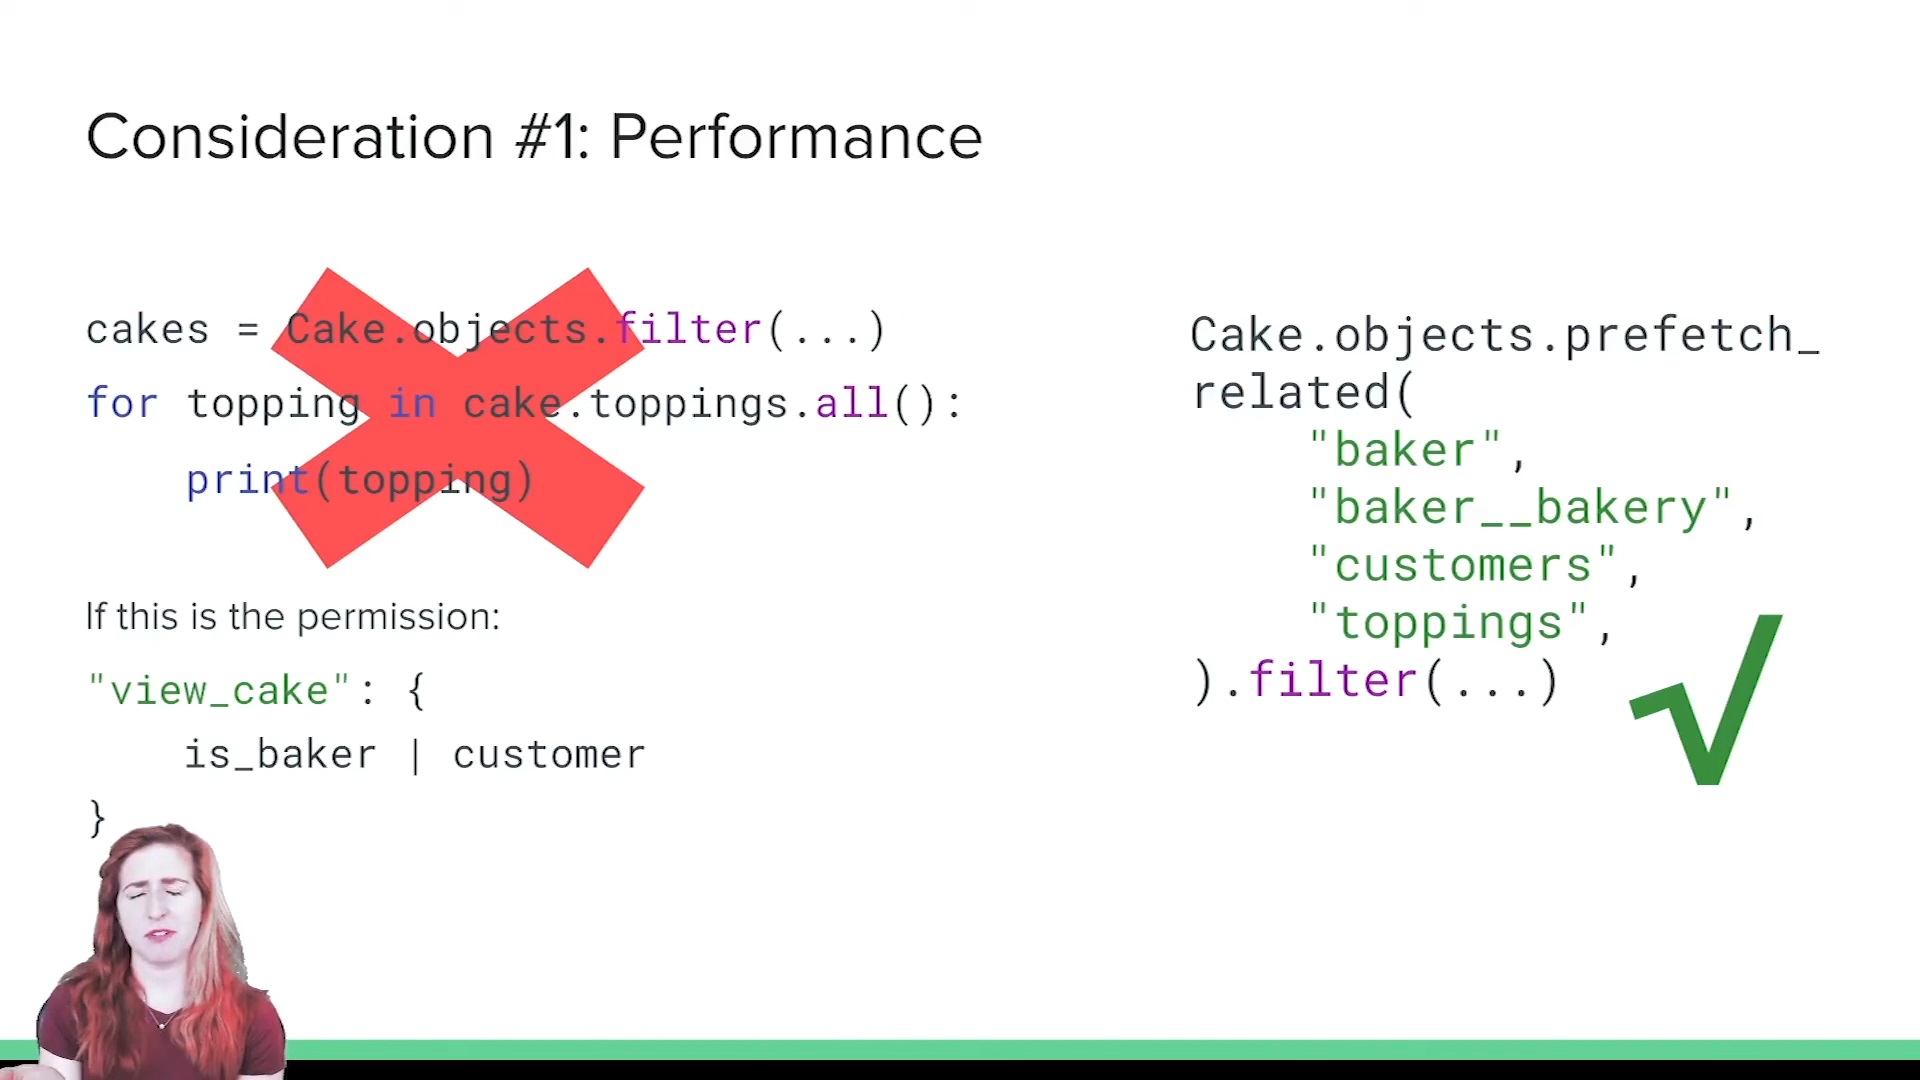 Consideration #1: Performance
cakes = Cake.objects.filter(...)
for topping in cake.toppings.all():
    print(topping)
If this is the permission:
"view_cake": {
    is_baker | customer
}
Cake.objects.prefetch_
related(
    "baker",
    "baker__bakery",
    "customers",
    "toppings",
).filter(...)